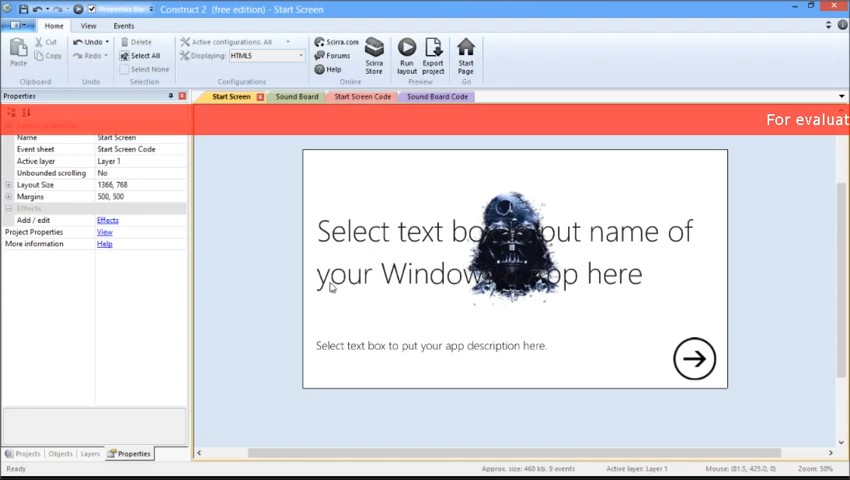 Properties Bar
Construct 2 (free edition) - Start Screen
Home
View
Events
Paste
Cut
Copy
Clipboard
Undo
Redo
Undo
Delete
Select All
Select None
Selection
Active configurations: All
Displaying: HTML5
Configurations
Scirra.com
Forums
Help
Online
Scirra Store
Run layout
Export project
Preview
Start Page
Go
Properties
Start Screen
Sound Board
Start Screen Code
Sound Board Code
For evaluat
Name Start Screen
Event sheet Start Screen Code
Active layer Layer 1
Unbounded scrolling No
Layout Size 1366, 768
Margins 500, 500
Effects
Add / edit Effects
Project Properties View
More information Help
Select text bo put name of
your Window app here
Select text box to put your app description here.
Projects
Objects
Layers
Properties
Ready
Approx. size: 460 kb, 9 events
Active layer: Layer 1
Mouse: (81.5, 425.0, 0)
Zoom: 50%